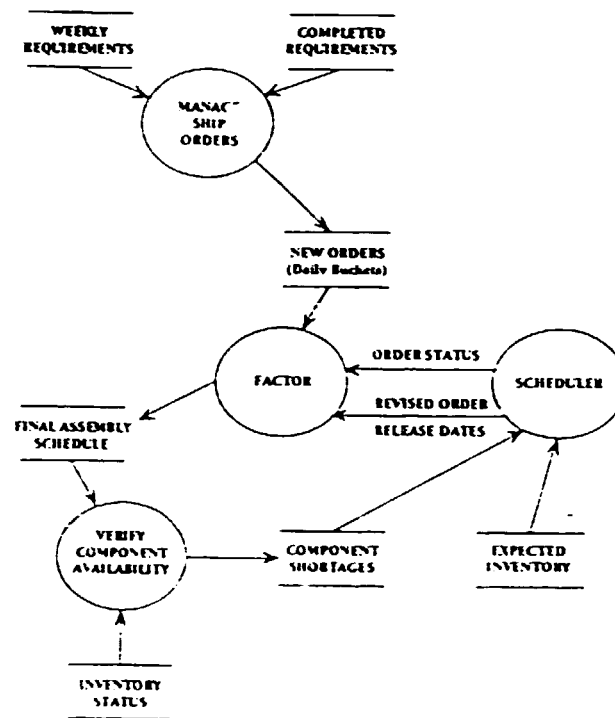 WEEKLY
REQUIREMENTS
COMPLETED
REQUIREMENTS
MANAGE
SHIP
ORDERS
NEW ORDERS
(Daily Buckets)
FACTOR
ORDER STATUS
REVISED ORDER
RELEASE DATES
SCHEDULER
FINAL ASSEMBLY
SCHEDULE
VERIFY
COMPONENT
AVAILABILITY
COMPONENT
SHORTAGES
EXPECTED
INVENTORY
INVENTORY
STATUS